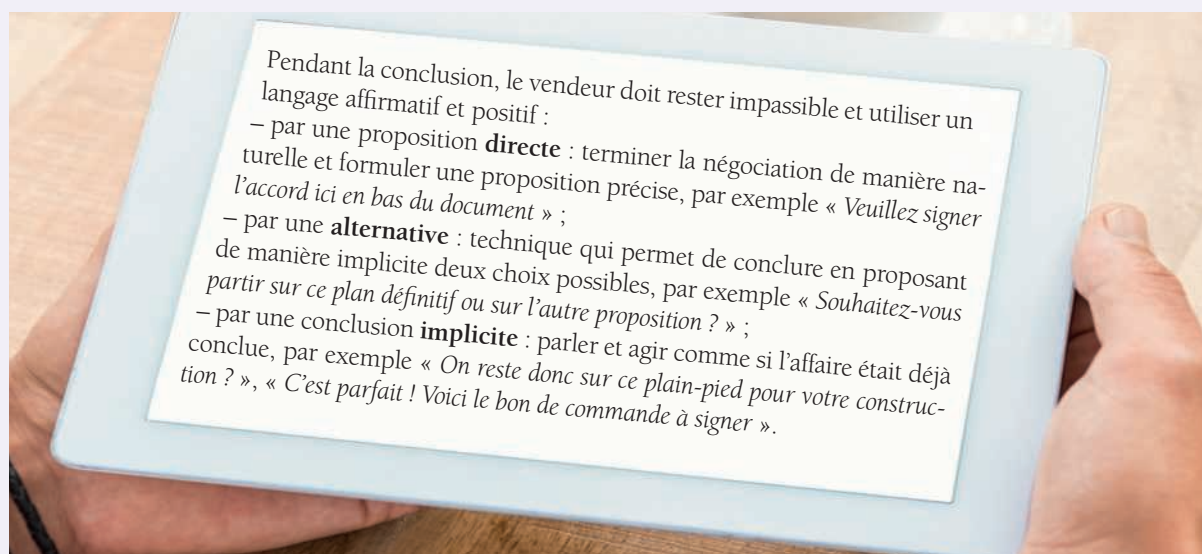 Pendant la conclusion, le vendeur doit rester impassible et utiliser un
langage affirmatif et positif :
– par une proposition directe : terminer la négociation de manière na-
turelle et formuler une proposition précise, par exemple « Veuillez signer
l’accord ici en bas du document » ;
– par une alternative : technique qui permet de conclure en proposant
de manière implicite deux choix possibles, par exemple « Souhaitez-vous
partir sur ce plan définitif ou sur l’autre proposition ? » ;
– par une conclusion implicite : parler et agir comme si l’affaire était déjà
conclue, par exemple « On reste donc sur ce plain-pied pour votre construc-
tion ? », « C’est parfait ! Voici le bon de commande à signer ».